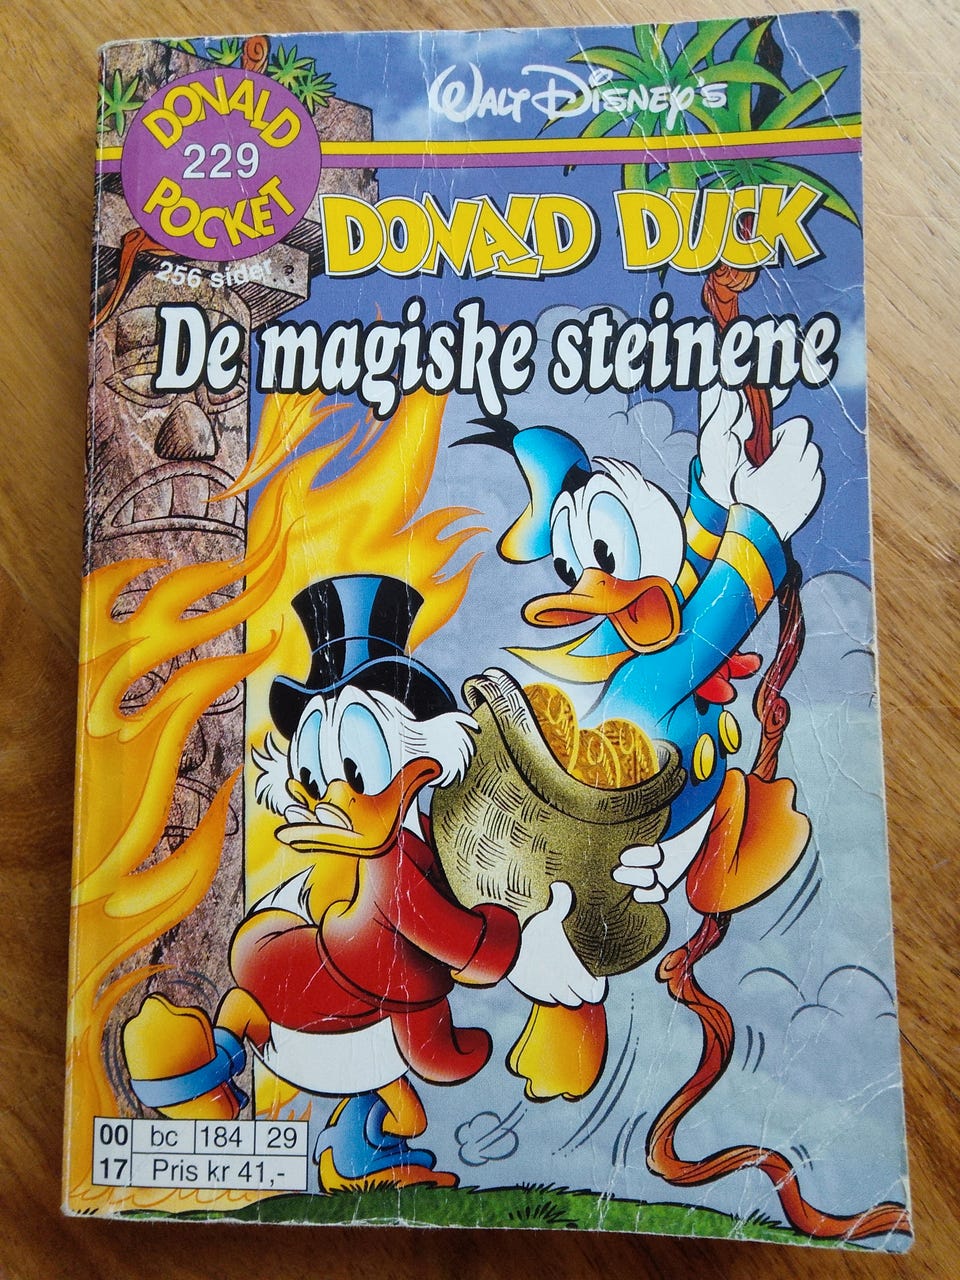 WALT DISNEY'S
DONALD
229
POCKET
256 sider
DONALD DUCK
De magiske steinene
00 bc 184 29
17 Pris kr 41,-